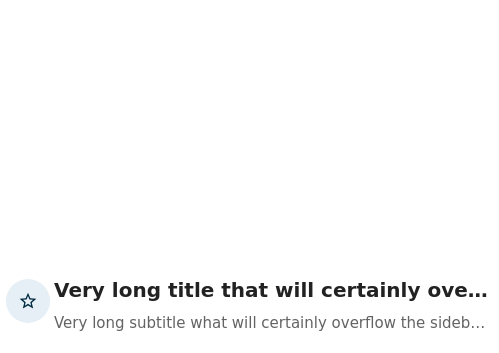 Very long title that will certainly ove...
Very long subtitle what will certainly overflow the sideb...